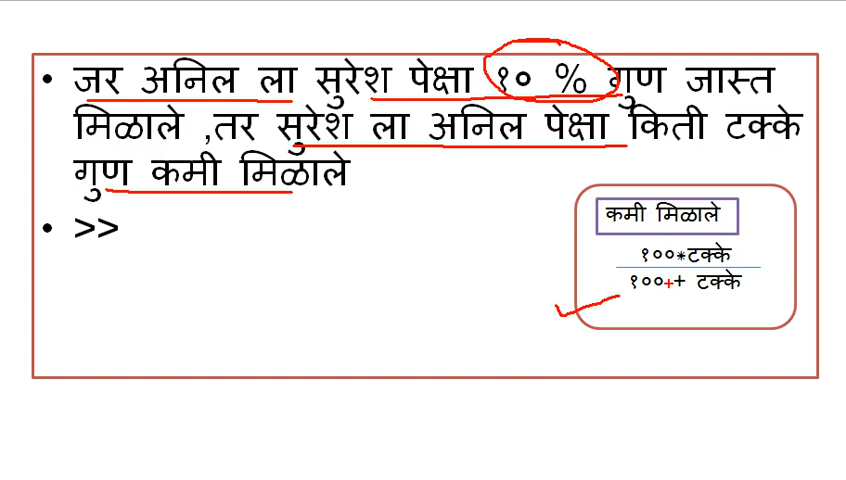 • जर अनिल ला सुरेश पेक्षा १० % गुण जास्त
मिळाले ,तर सुरेश ला अनिल पेक्षा किती टक्के
गुण कमी मिळाले
• >>
कमी मिळाले
१००*टक्के
१००++ टक्के